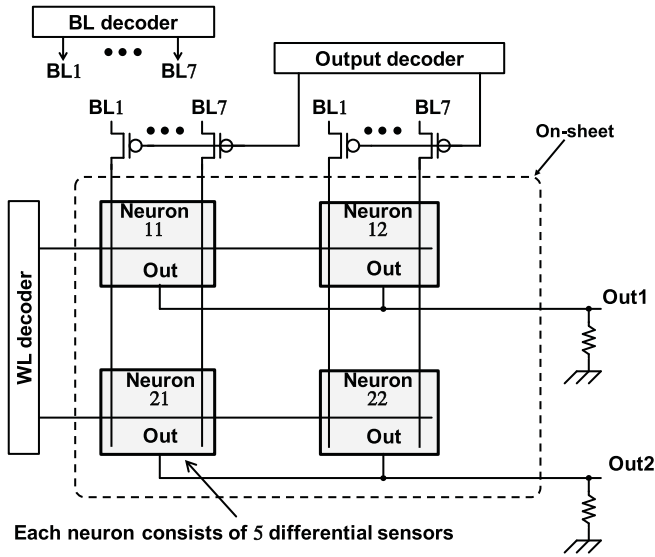 BL decoder
BL1 ••• BL7
Output decoder
BL1 BL7 BL1 BL7
••• •••
On-sheet
WL decoder
Neuron 11
Out
Neuron 12
Out
Out1
Neuron 21
Out
Neuron 22
Out
Out2
Each neuron consists of 5 differential sensors